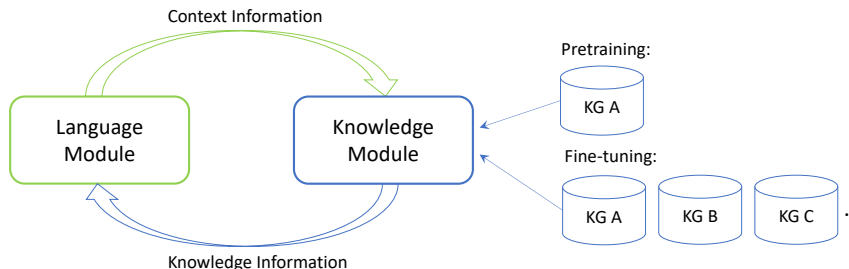 Context Information
Language
Module
Knowledge
Module
Pretraining:
KG A
Fine-tuning:
KG A KG B KG C .
Knowledge Information